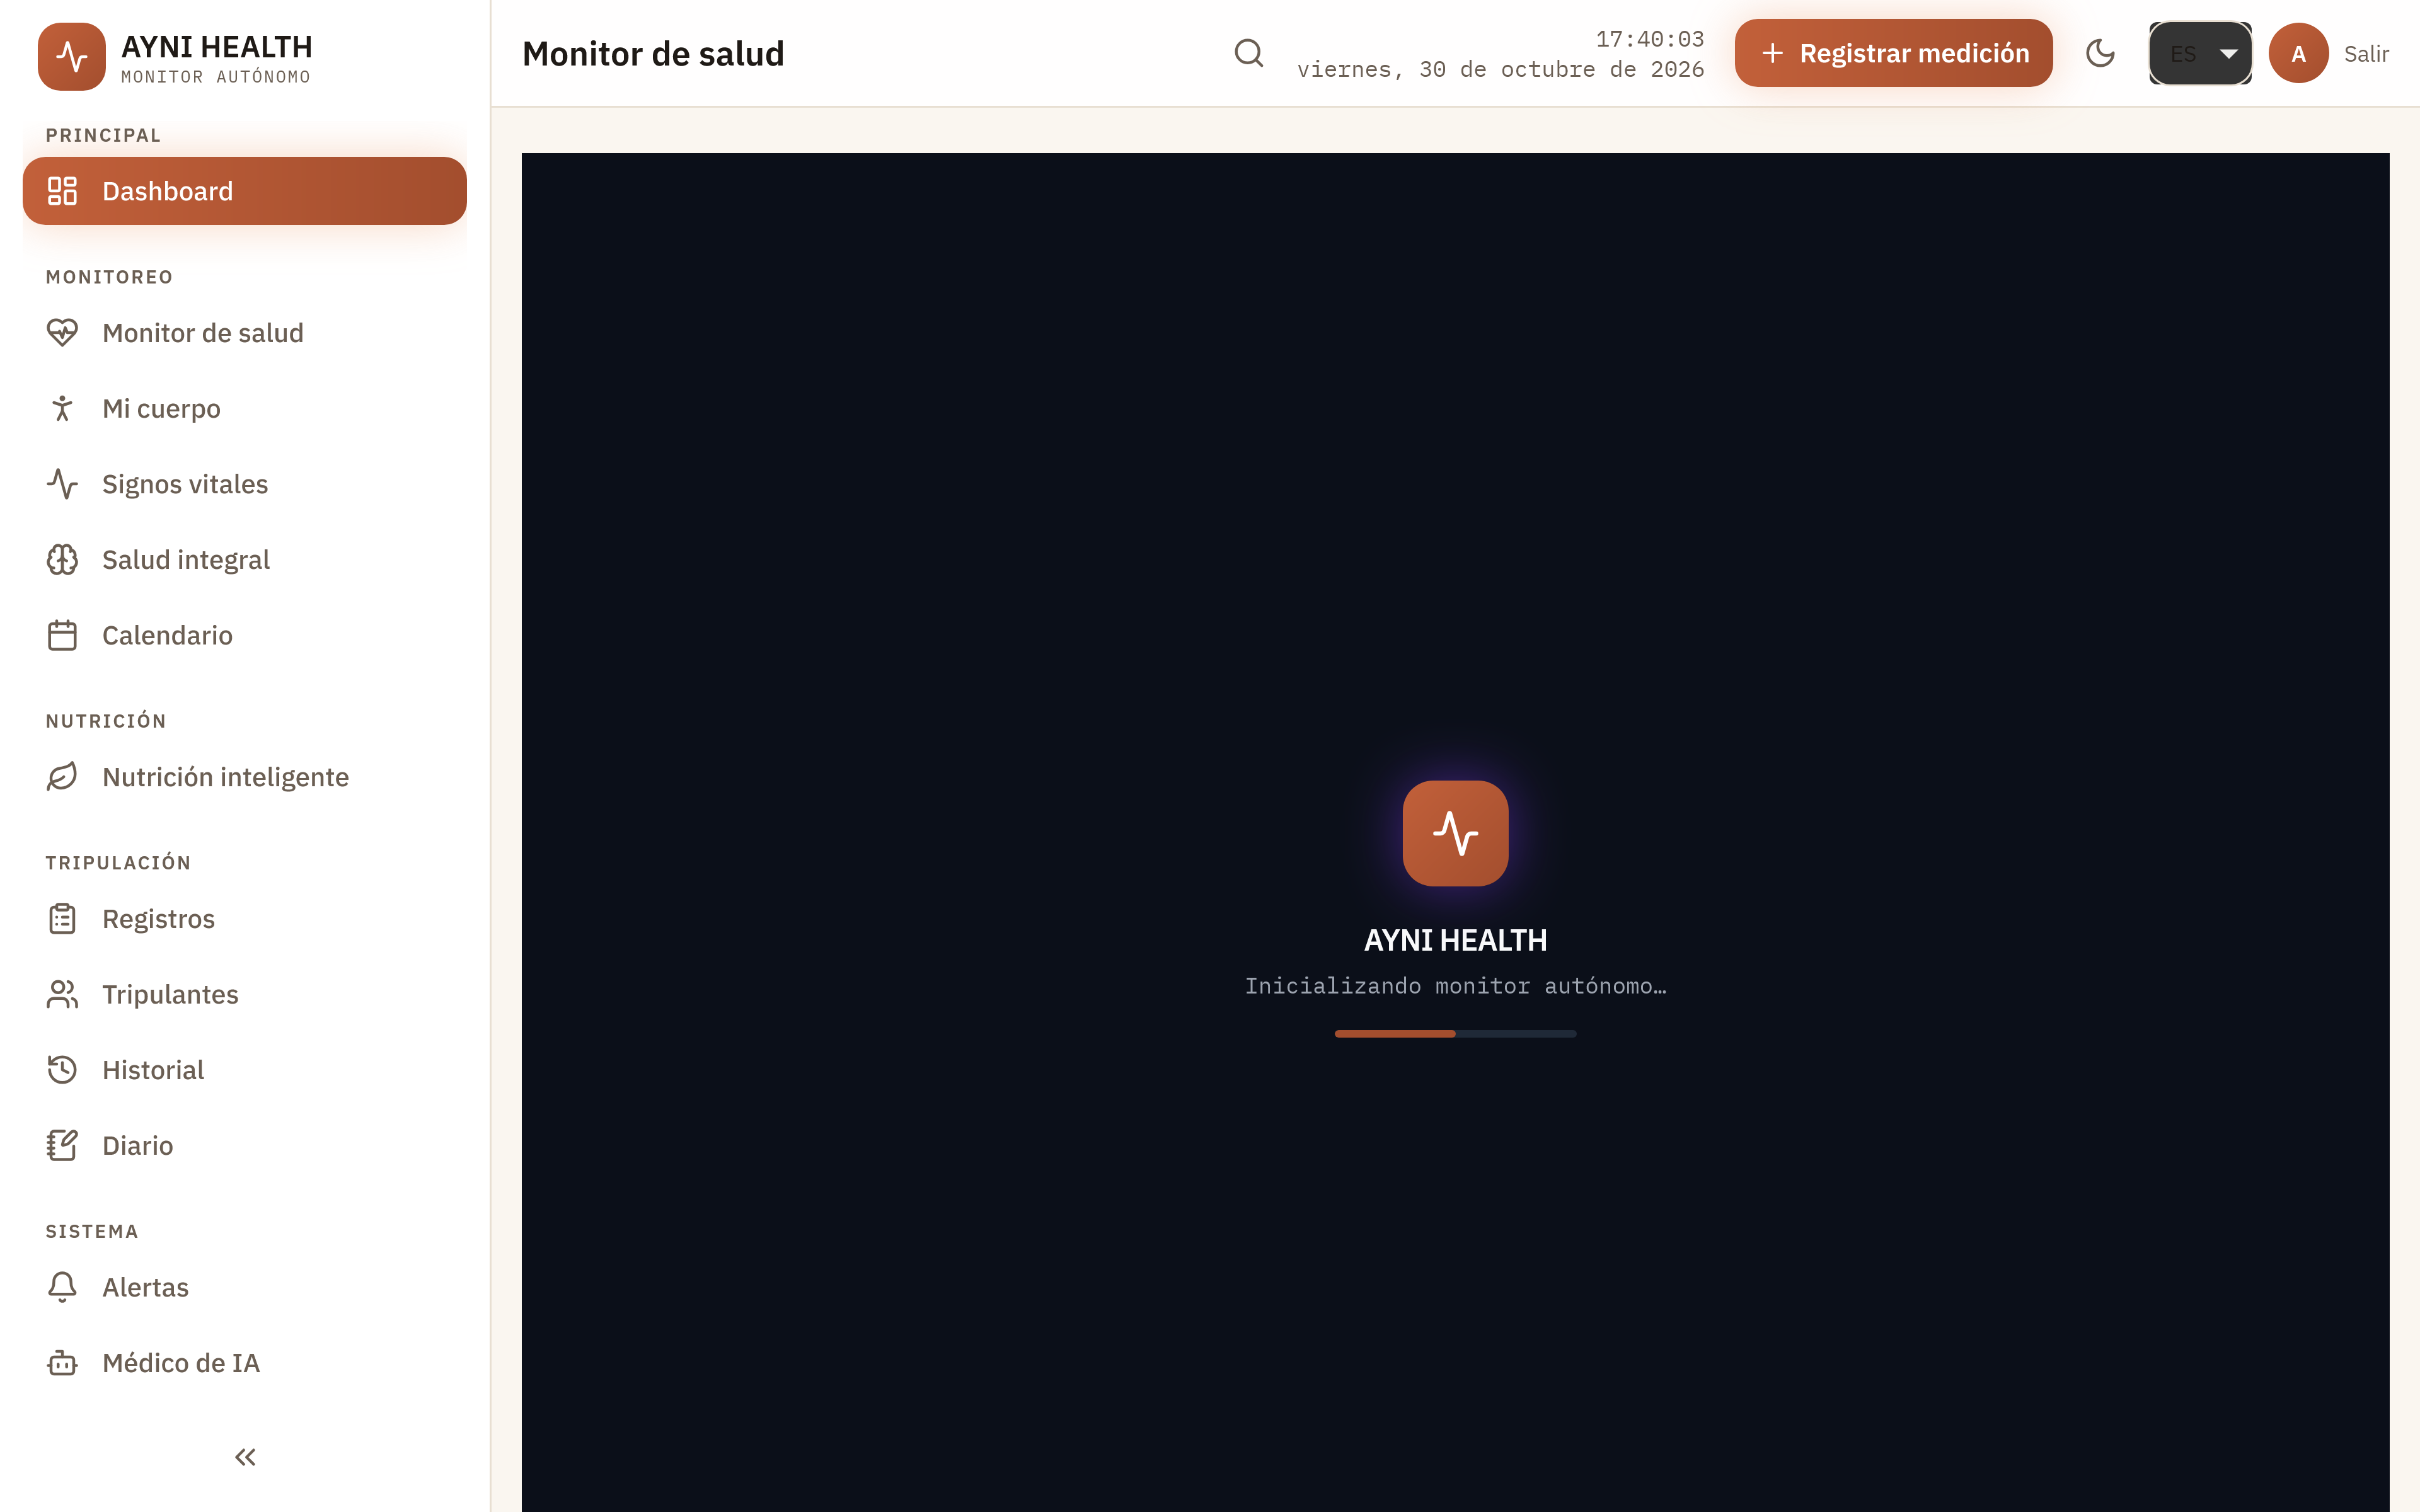 AYNI HEALTH
MONITOR AUTÓNOMO
PRINCIPAL
Dashboard
MONITOREO
Monitor de salud
Mi cuerpo
Signos vitales
Salud integral
Calendario
NUTRICIÓN
Nutrición inteligente
TRIPULACIÓN
Registros
Tripulantes
Historial
Diario
SISTEMA
Alertas
Médico de IA
Monitor de salud
17:40:03
viernes, 30 de octubre de 2026
Registrar medición
ES
A
Salir
AYNI HEALTH
Inicializando monitor autónomo…